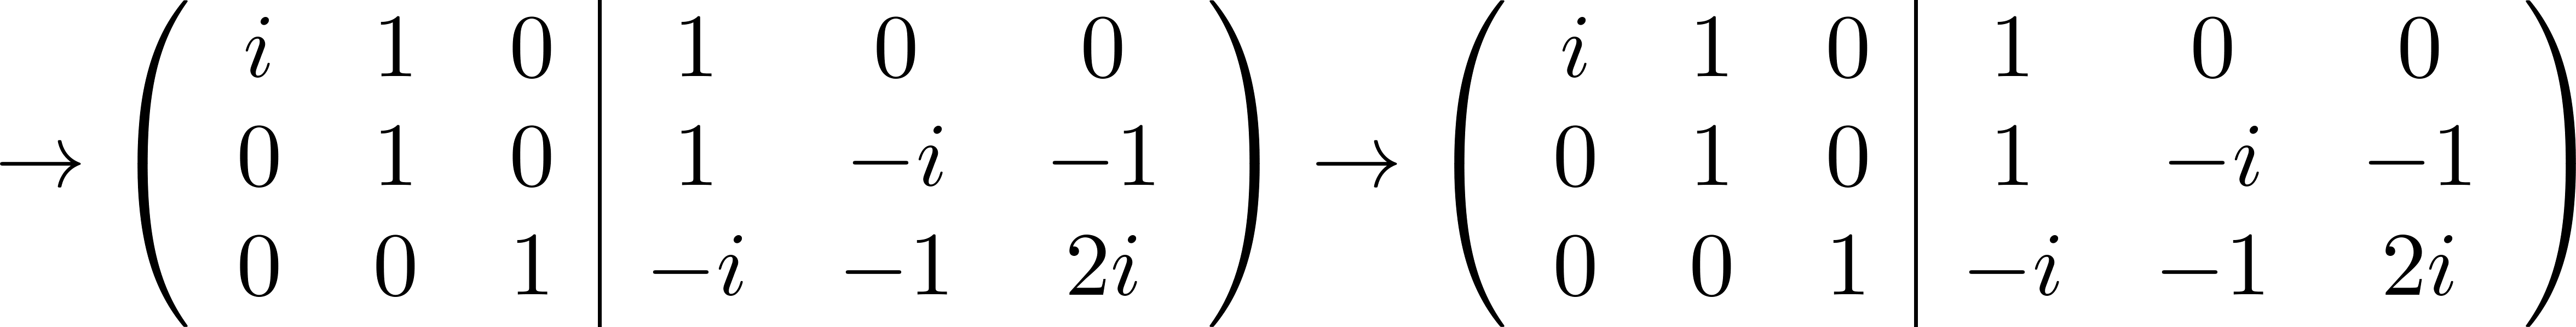 → ( i 1 0 | 1 0 0 ) → ( i 1 0 | 1 0 0 )
0 1 0 | 1 −i −1 0 1 0 | 1 −i −1
0 0 1 | −i −1 2i 0 0 1 | −i −1 2i